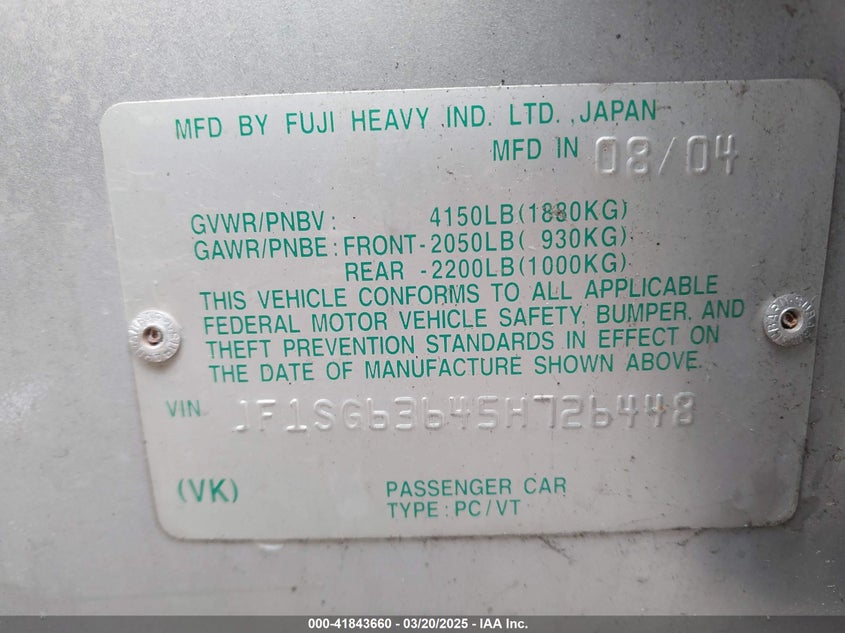 MFD BY FUJI HEAVY IND. LTD. ,JAPAN
MFD IN 08/04
GVWR/PNBV : 4150LB(1880KG)
GAWR/PNBE : FRONT-2050LB( 930KG)
REAR -2200LB(1000KG)
THIS VEHICLE CONFORMS TO ALL APPLICABLE
FEDERAL MOTOR VEHICLE SAFETY, BUMPER, AND
THEFT PREVENTION STANDARDS IN EFFECT ON
THE DATE OF MANUFACTURE SHOWN ABOVE.
VIN. JF1SG63645H726448
(VK) PASSENGER CAR
TYPE : PC/VT
000-41843660 - 03/20/2025 - IAA Inc.